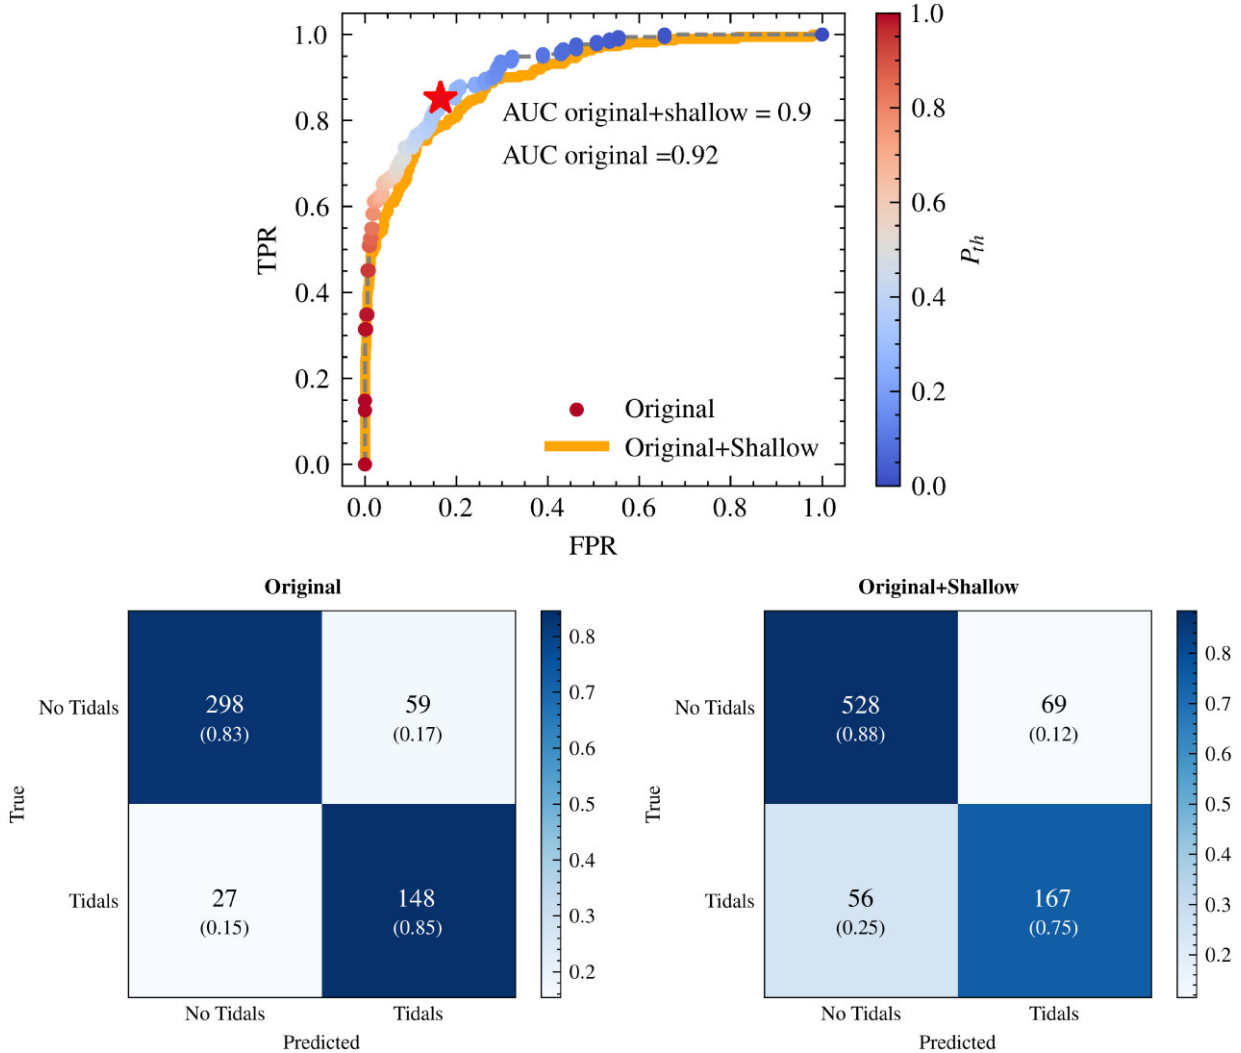 1.0
0.8
0.6
0.4
0.2
0.0
TPR
0.0 0.2 0.4 0.6 0.8 1.0
FPR
AUC original+shallow = 0.9
AUC original =0.92
Original
Original+Shallow
1.0
0.8
0.6
0.4
0.2
0.0
P_th
Original
True
No Tidals
Tidals
298
(0.83)
59
(0.17)
27
(0.15)
148
(0.85)
No Tidals Tidals
Predicted
0.8
0.7
0.6
0.5
0.4
0.3
0.2
Original+Shallow
True
No Tidals
Tidals
528
(0.88)
69
(0.12)
56
(0.25)
167
(0.75)
No Tidals Tidals
Predicted
0.8
0.7
0.6
0.5
0.4
0.3
0.2